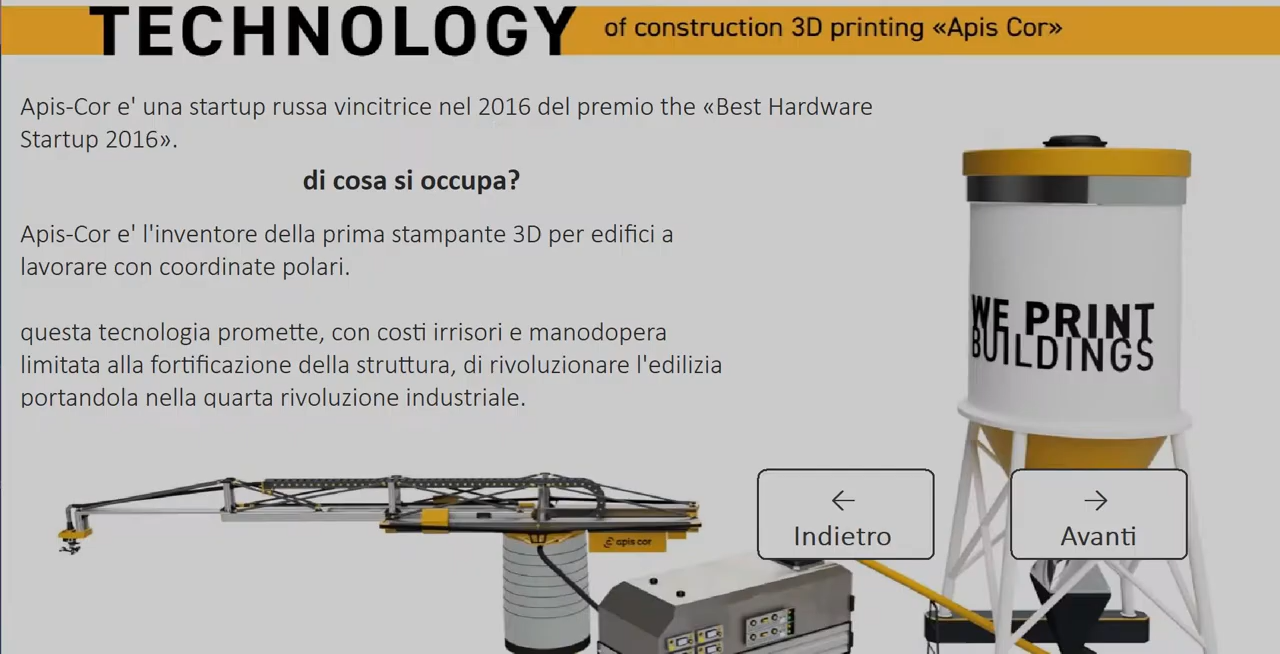 TECHNOLOGY of construction 3D printing «Apis Cor»
Apis-Cor e' una startup russa vincitrice nel 2016 del premio the «Best Hardware
Startup 2016».
di cosa si occupa?
Apis-Cor e' l'inventore della prima stampante 3D per edifici a
lavorare con coordinate polari.
questa tecnologia promette, con costi irrisori e manodopera
limitata alla fortificazione della struttura, di rivoluzionare l'edilizia
portandola nella quarta rivoluzione industriale.
WE PRINT
BUILDINGS
← →
Indietro Avanti
apis cor